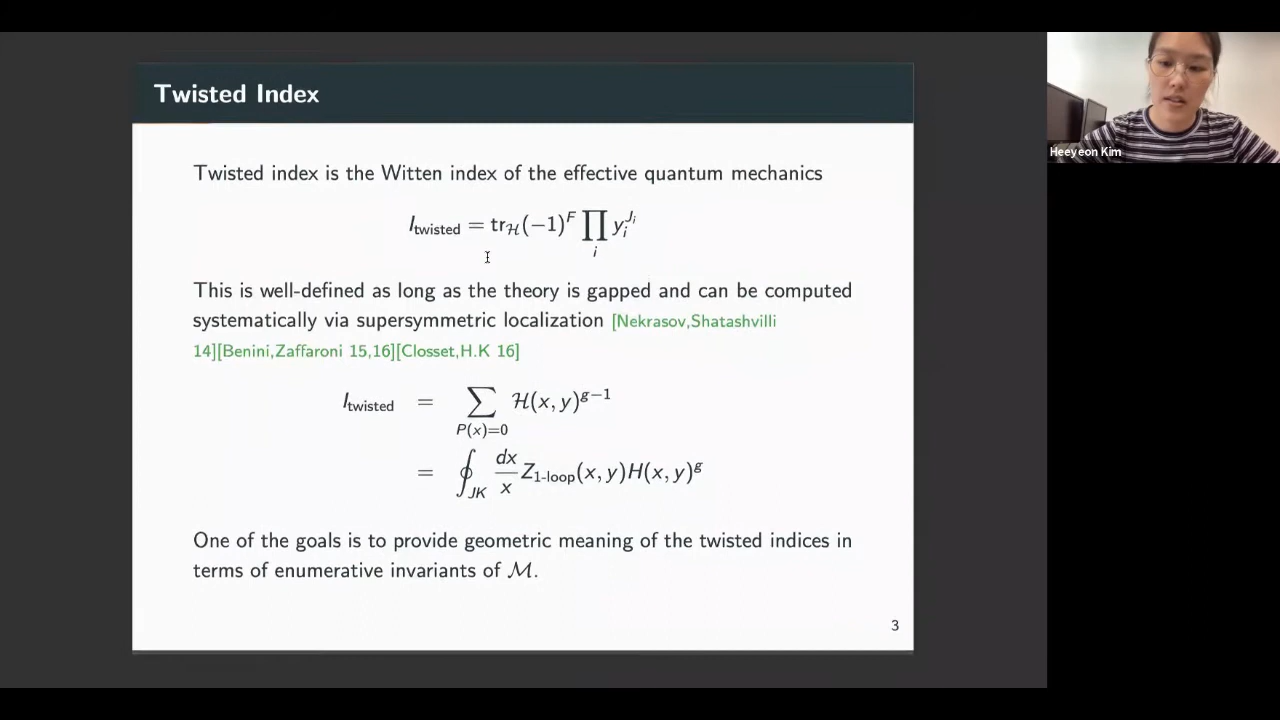 Twisted Index
Twisted index is the Witten index of the effective quantum mechanics
I_twisted = tr_ℋ(−1)^F ∏_i y_i^{J_i}
This is well-defined as long as the theory is gapped and can be computed
systematically via supersymmetric localization [Nekrasov,Shatashvilli
14][Benini,Zaffaroni 15,16][Closset,H.K 16]
I_twisted = ∑_{P(x)=0} ℋ(x, y)^{g−1}
= ∮_{JK} dx/x Z_{1-loop}(x, y)H(x, y)^g
One of the goals is to provide geometric meaning of the twisted indices in
terms of enumerative invariants of ℳ.
3
Heeyeon Kim